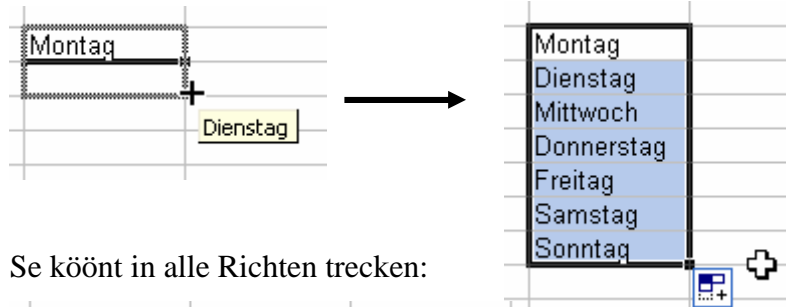 Montag
Dienstag
Montag
Dienstag
Mittwoch
Donnerstag
Freitag
Samstag
Sonntag
Se köönt in alle Richten trecken: